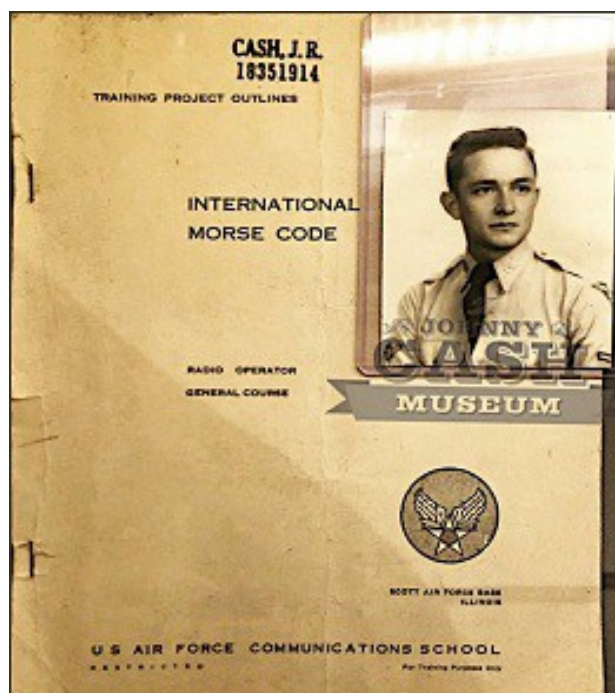 CASH, J. R.
18351914
TRAINING PROJECT OUTLINES
INTERNATIONAL
MORSE CODE
JOHNNY
CASH
MUSEUM
RADIO OPERATOR
GENERAL COURSE
SCOTT AIR FORCE BASE
ILLINOIS
U S AIR FORCE COMMUNICATIONS SCHOOL
RESTRICTED
For Training Purposes Only